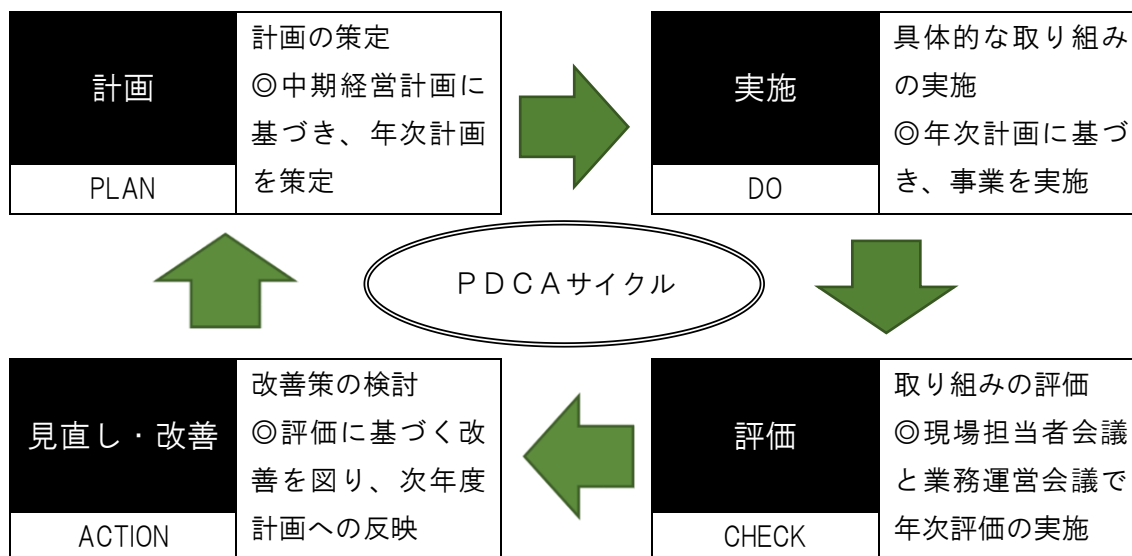 計画
PLAN
計画の策定
◎中期経営計画に
基づき、年次計画
を策定
実施
DO
具体的な取り組み
の実施
◎年次計画に基づ
き、事業を実施
PDCAサイクル
見直し・改善
ACTION
改善策の検討
◎評価に基づく改
善を図り、次年度
計画への反映
評価
CHECK
取り組みの評価
◎現場担当者会議
と業務運営会議で
年次評価の実施